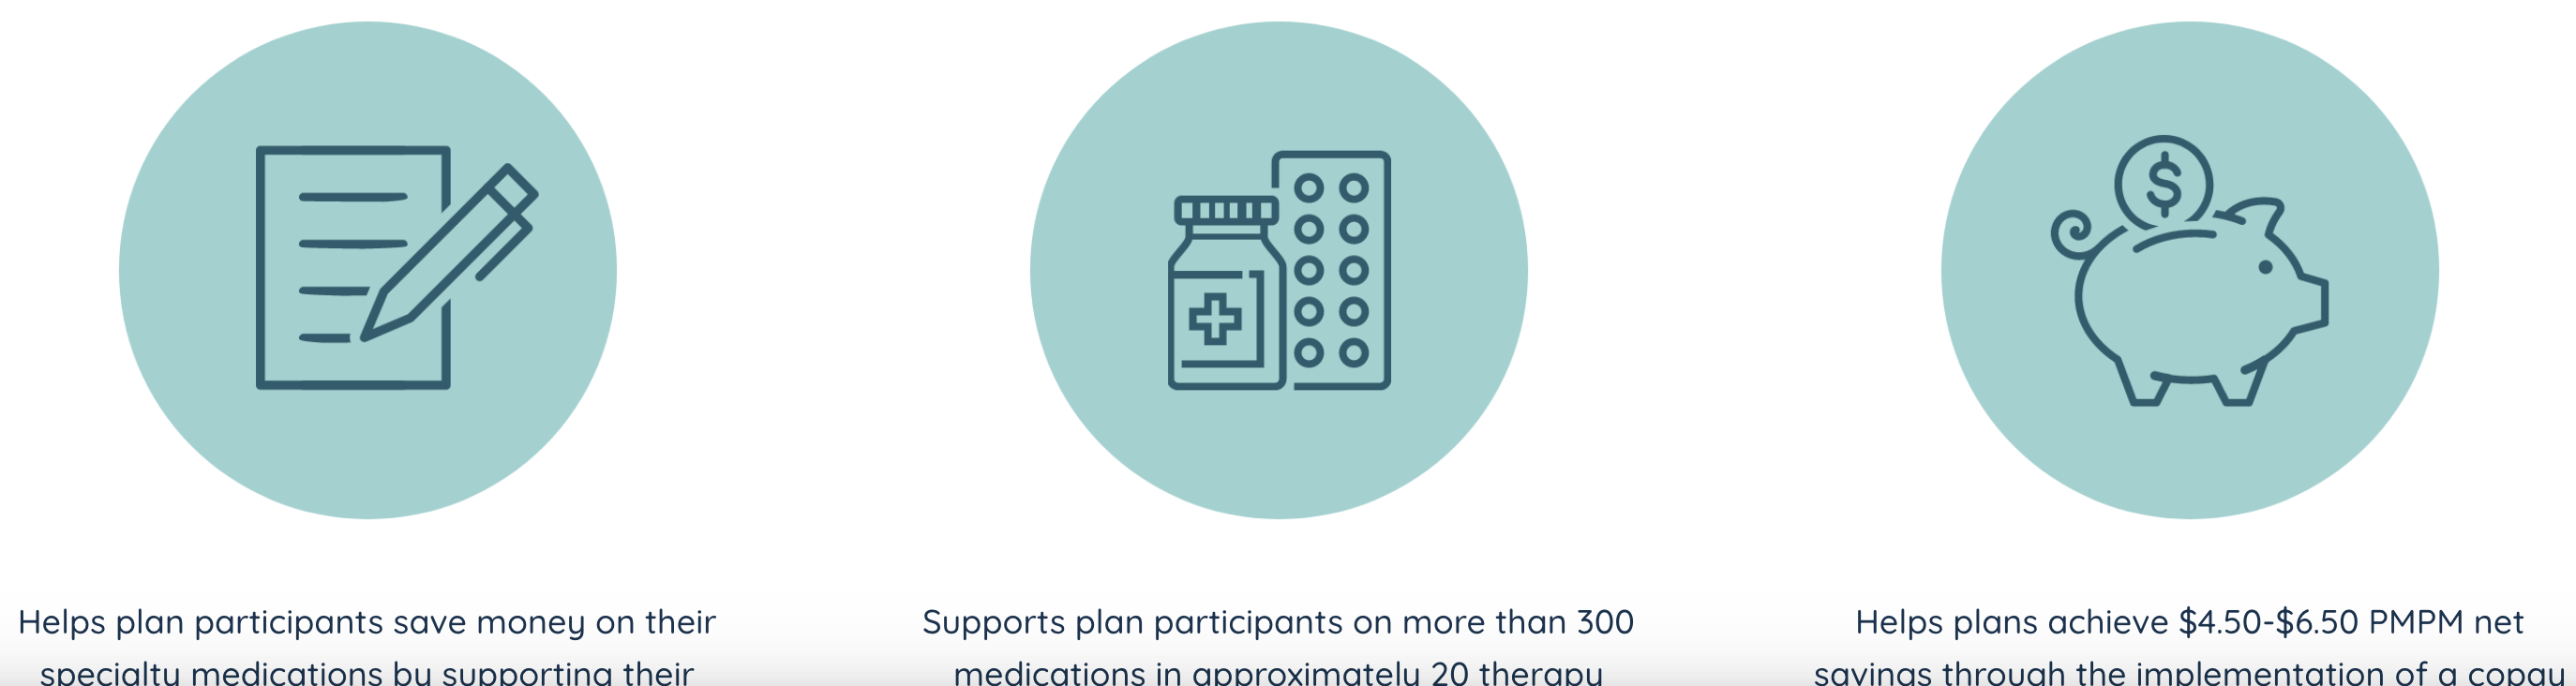 $
Helps plan participants save money on their
specialty medications by supporting their
Supports plan participants on more than 300
medications in approximately 20 therapy
Helps plans achieve $4.50-$6.50 PMPM net
savings through the implementation of a copay